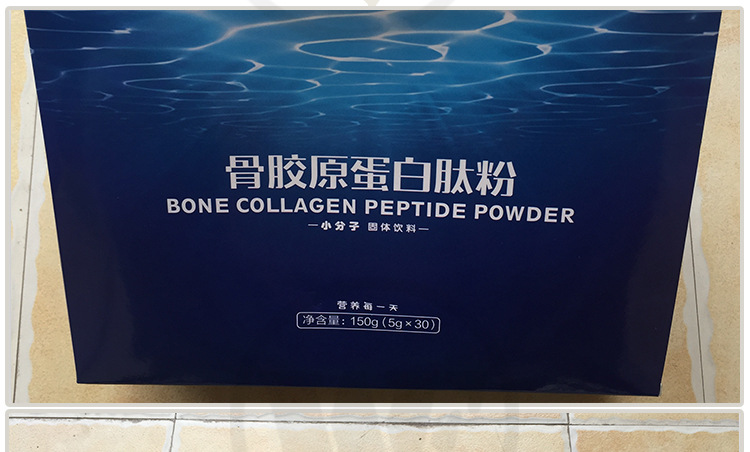 骨胶原蛋白肽粉
BONE COLLAGEN PEPTIDE POWDER
—小分子 固体饮料—
营养每一天
净含量：150g（5g×30）